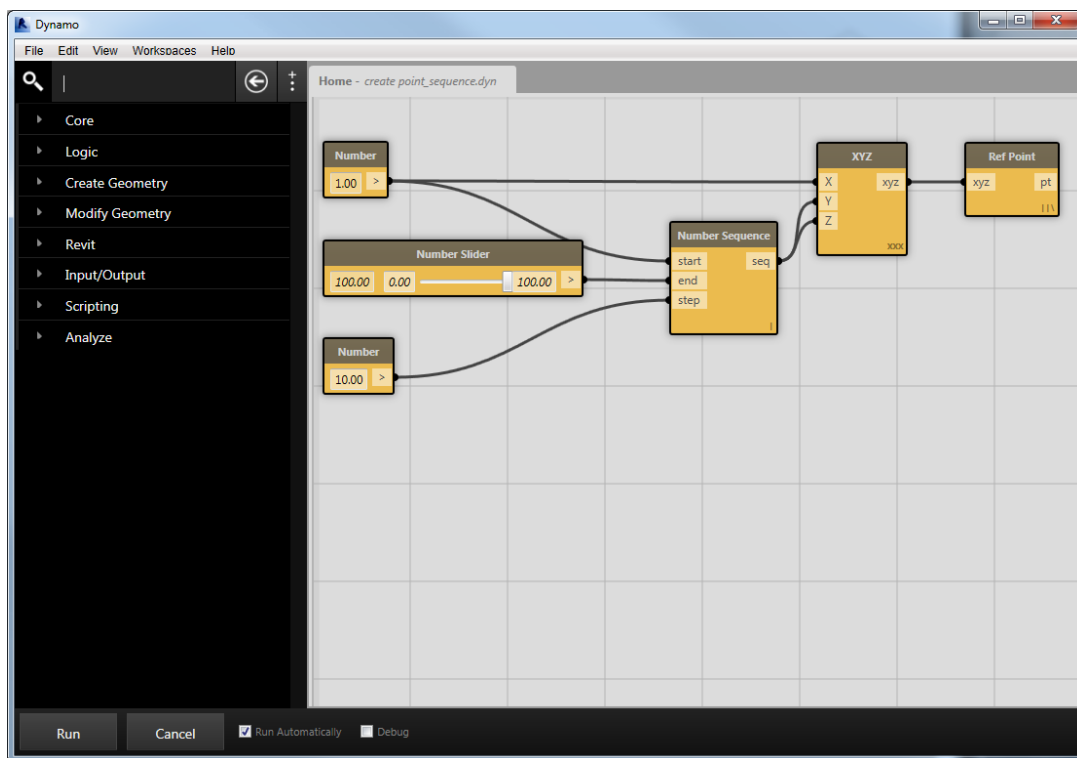 Dynamo
File Edit View Workspaces Help
Home - create point_sequence.dyn
Core
Logic
Create Geometry
Modify Geometry
Revit
Input/Output
Scripting
Analyze
Number
1.00 >
Number Slider
100.00 0.00 100.00 >
Number
10.00 >
Number Sequence
start seq
end
step
XYZ
X xyz
Y
Z
xxx
Ref Point
xyz pt
Run Cancel Run Automatically Debug